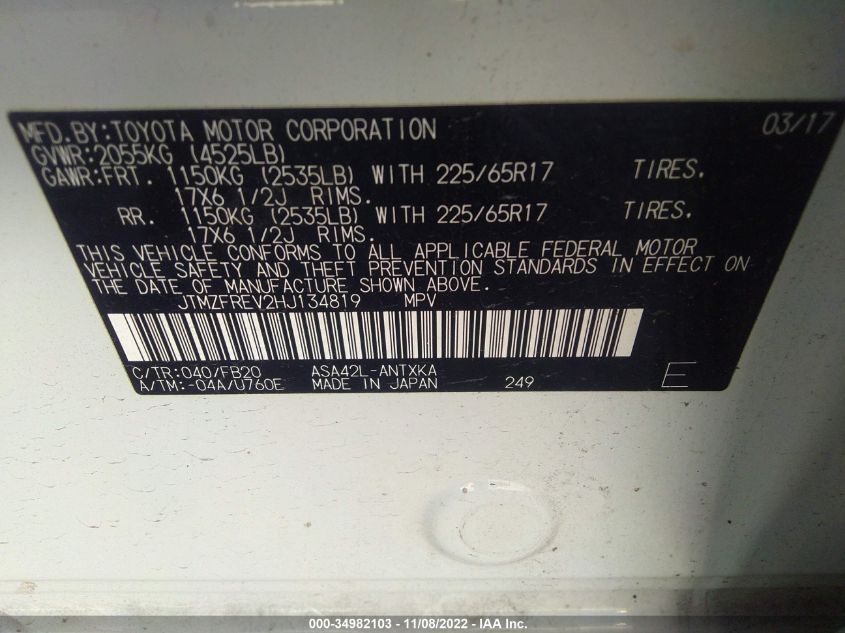 MFD.BY:TOYOTA MOTOR CORPORATION 03/17
GVWR:2055KG (4525LB)
GAWR:FRT. 1150KG (2535LB) WITH 225/65R17 TIRES.
17X6 1/2J RIMS.
RR. 1150KG (2535LB) WITH 225/65R17 TIRES.
17X6 1/2J RIMS.
THIS VEHICLE CONFORMS TO ALL APPLICABLE FEDERAL MOTOR
VEHICLE SAFETY AND THEFT PREVENTION STANDARDS IN EFFECT ON
THE DATE OF MANUFACTURE SHOWN ABOVE.
JTMZFREV2HJ134819 MPV
C/TR:040/FB20 ASA42L-ANTXKA
A/TM:-04A/U760E MADE IN JAPAN 249 E
000-34982103 - 11/08/2022 - IAA Inc.